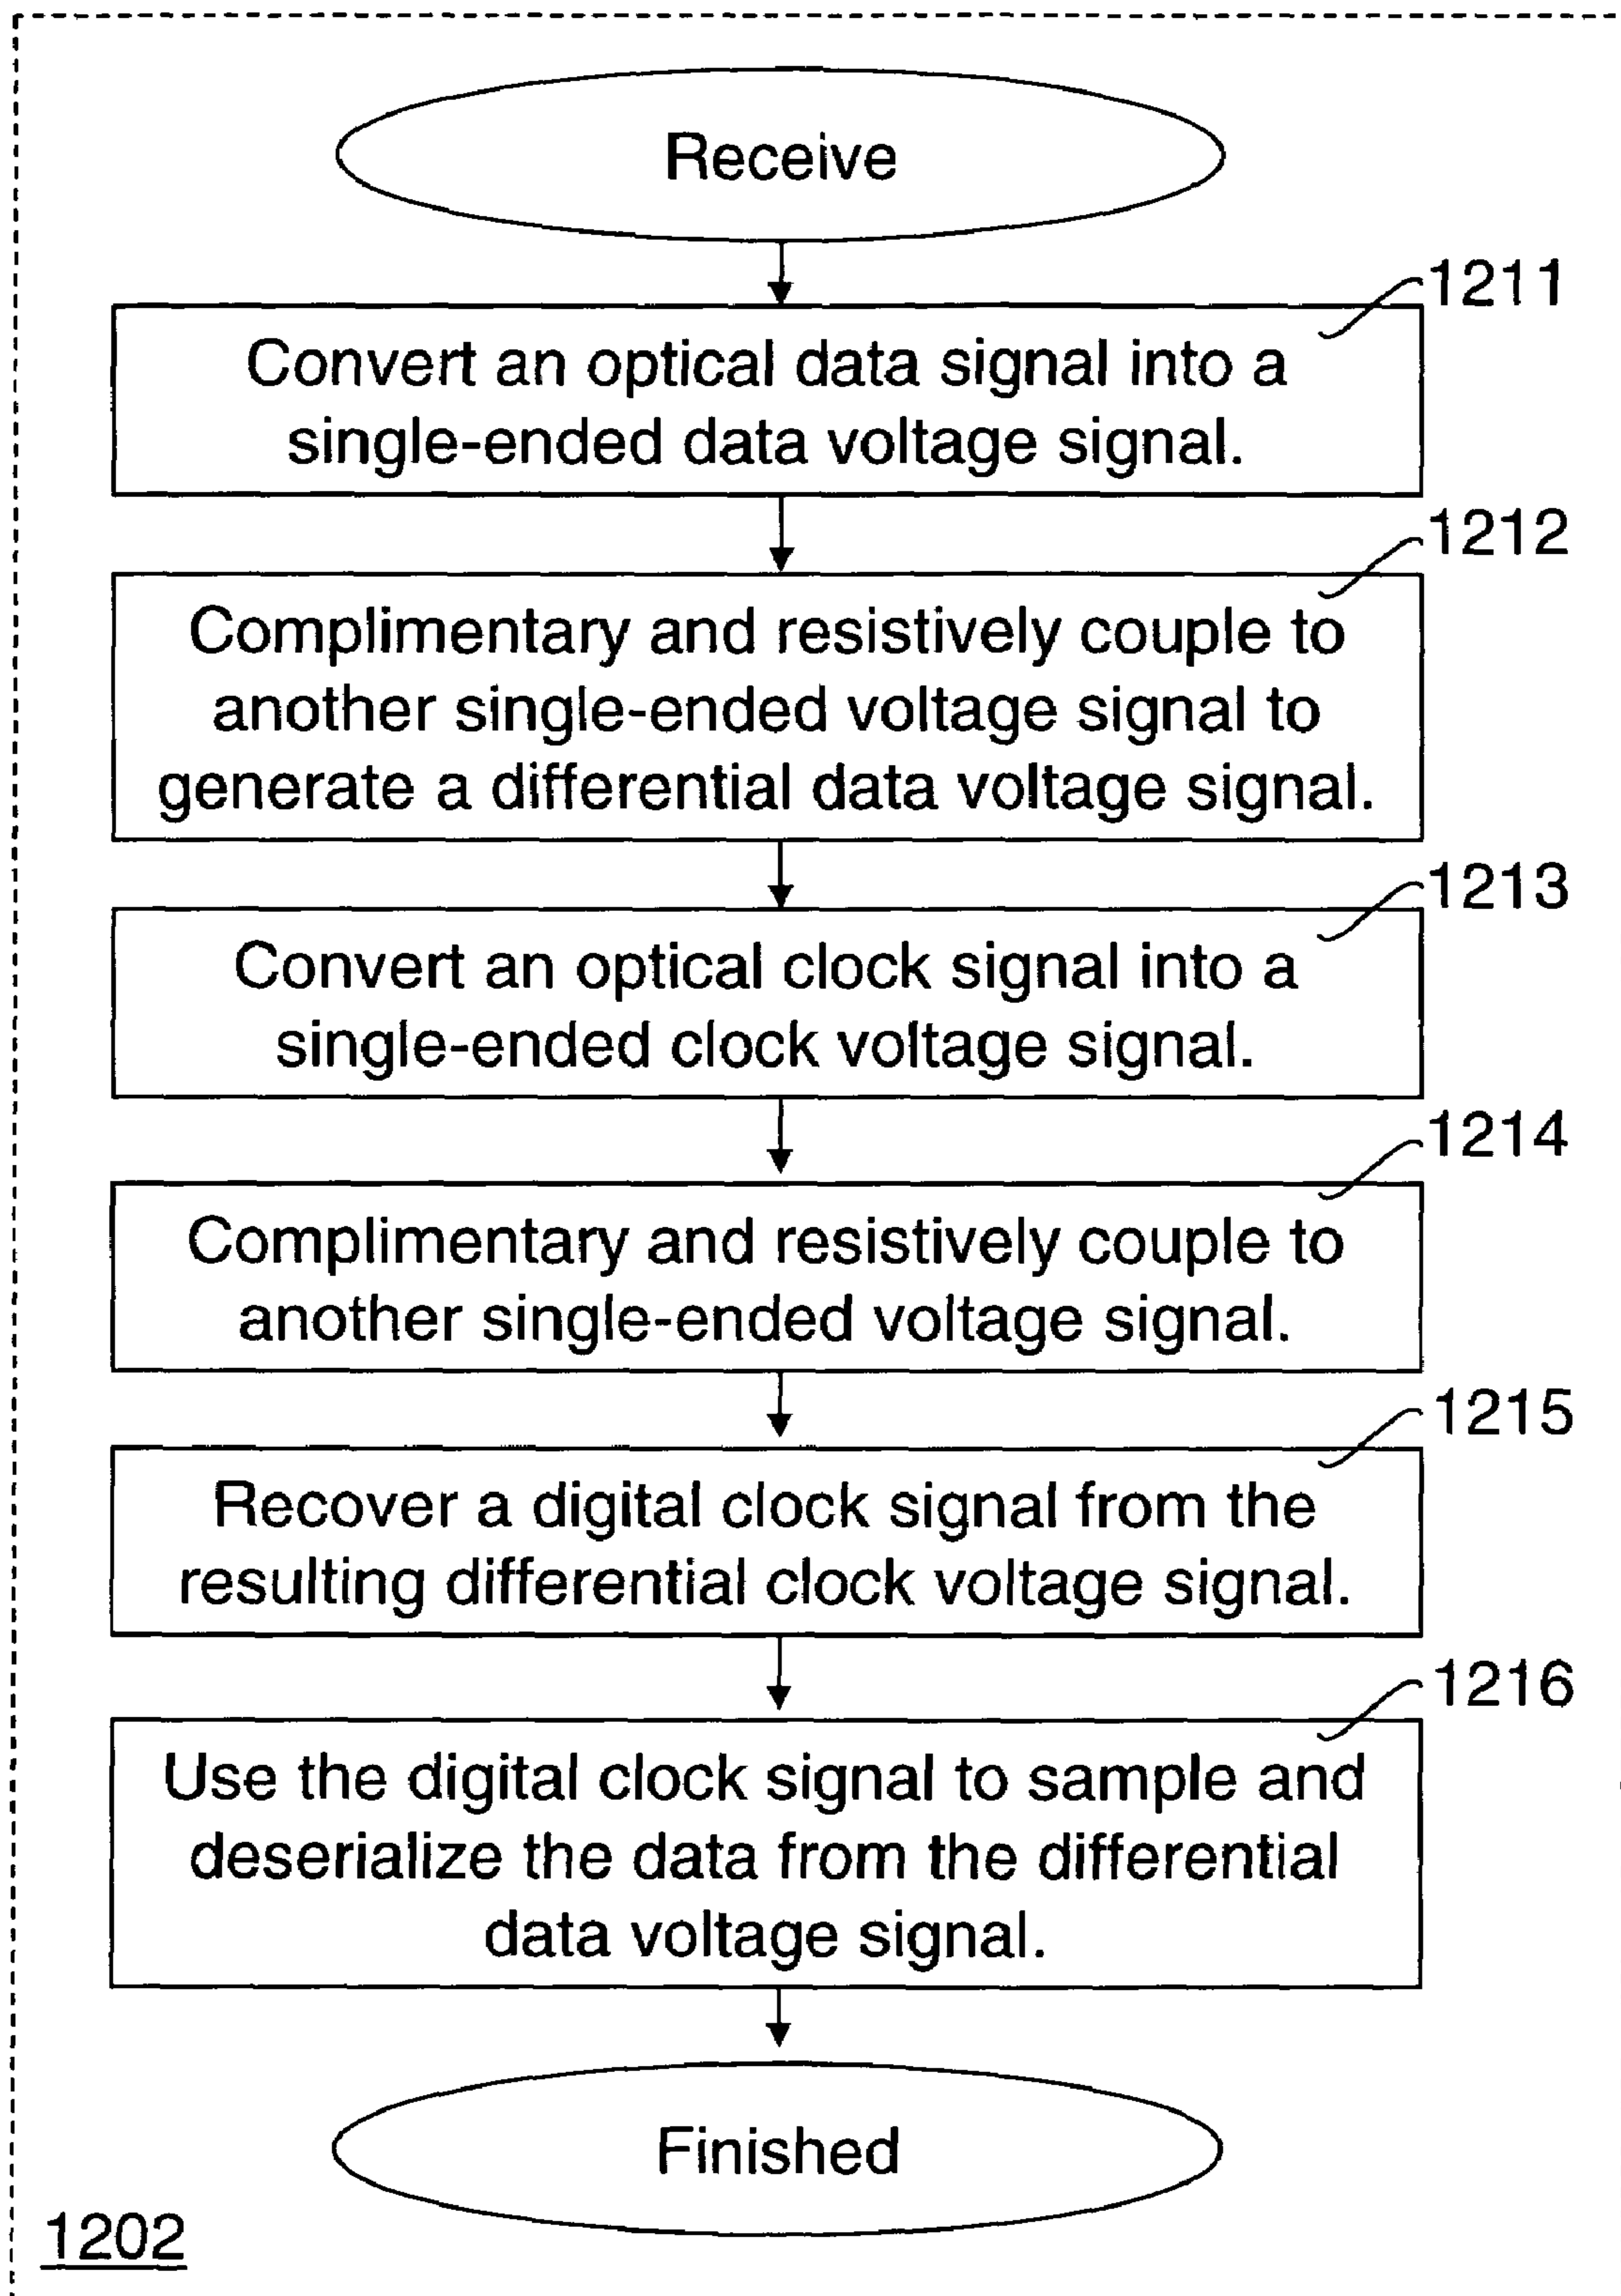 Receive
1211
Convert an optical data signal into a
single-ended data voltage signal.
1212
Complimentary and resistively couple to
another single-ended voltage signal to
generate a differential data voltage signal.
1213
Convert an optical clock signal into a
single-ended clock voltage signal.
1214
Complimentary and resistively couple to
another single-ended voltage signal.
1215
Recover a digital clock signal from the
resulting differential clock voltage signal.
1216
Use the digital clock signal to sample and
deserialize the data from the differential
data voltage signal.
Finished
1202